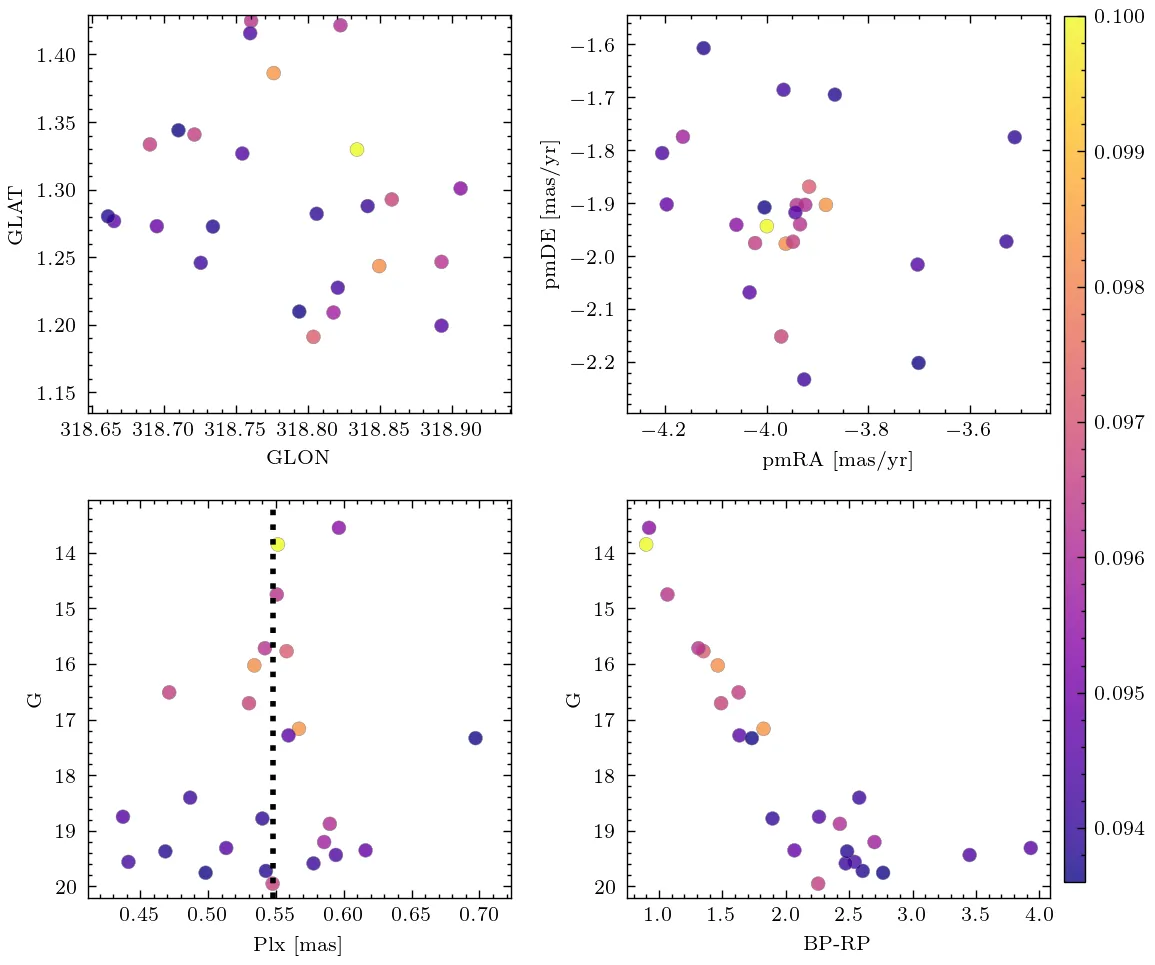 1.40
1.35
1.30
1.25
1.20
1.15
GLAT
318.65 318.70 318.75 318.80 318.85 318.90
GLON
−1.6
−1.7
−1.8
−1.9
−2.0
−2.1
−2.2
pmDE [mas/yr]
−4.2 −4.0 −3.8 −3.6
pmRA [mas/yr]
0.100
0.099
0.098
0.097
0.096
0.095
0.094
14
15
16
17
18
19
20
G
0.45 0.50 0.55 0.60 0.65 0.70
Plx [mas]
14
15
16
17
18
19
20
G
1.0 1.5 2.0 2.5 3.0 3.5 4.0
BP-RP